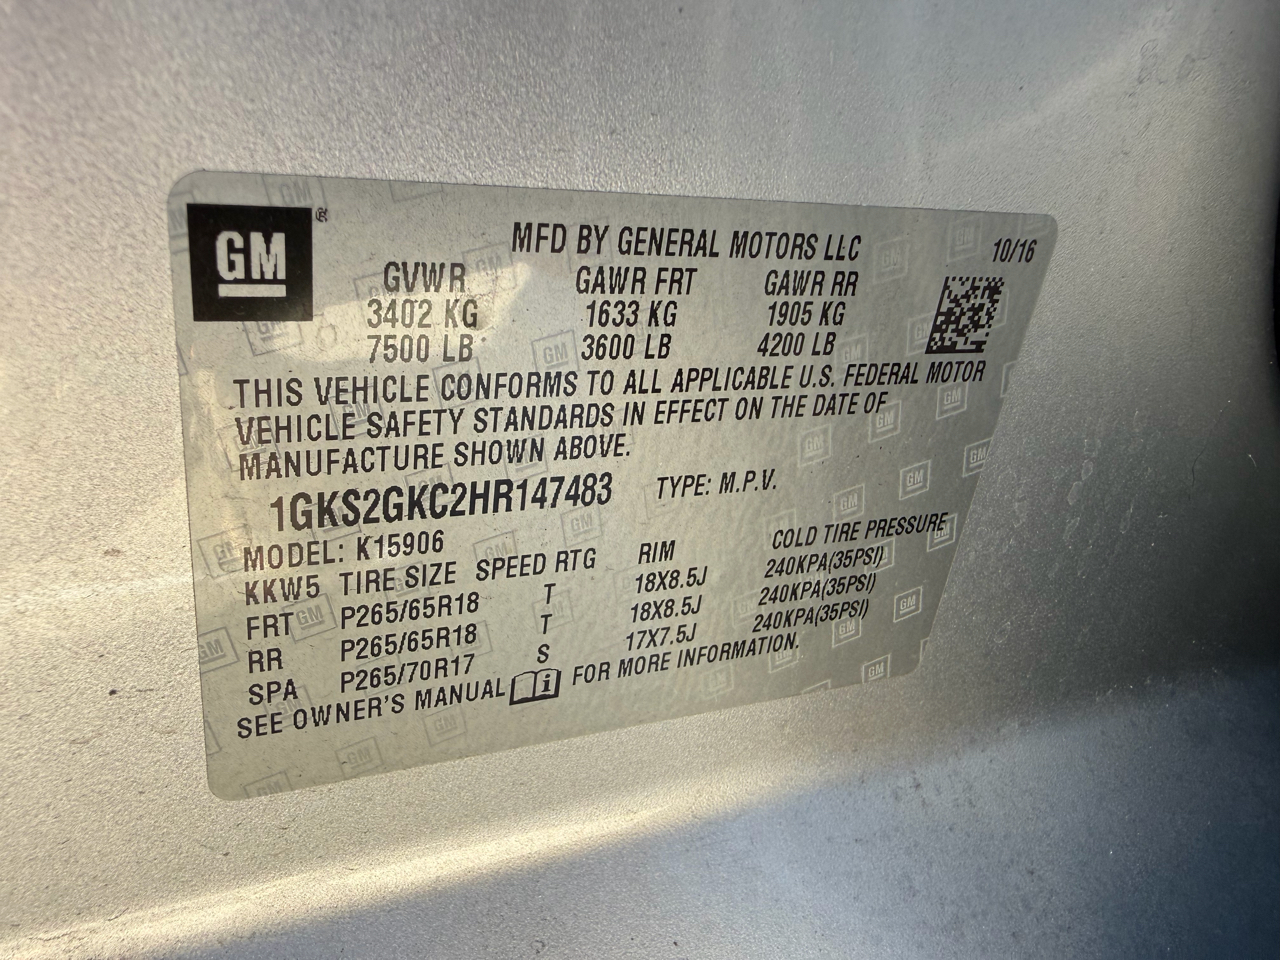 GM ®
MFD BY GENERAL MOTORS LLC 10/16
GVWR GAWR FRT GAWR RR
3402 KG 1633 KG 1905 KG
7500 LB 3600 LB 4200 LB
THIS VEHICLE CONFORMS TO ALL APPLICABLE U.S. FEDERAL MOTOR
VEHICLE SAFETY STANDARDS IN EFFECT ON THE DATE OF
MANUFACTURE SHOWN ABOVE.
1GKS2GKC2HR147483 TYPE: M.P.V.
MODEL: K15906
KKW5 TIRE SIZE SPEED RTG RIM COLD TIRE PRESSURE
FRT P265/65R18 T 18X8.5J 240KPA(35PSI)
RR P265/65R18 T 18X8.5J 240KPA(35PSI)
SPA P265/70R17 S 17X7.5J 240KPA(35PSI)
SEE OWNER'S MANUAL i FOR MORE INFORMATION.